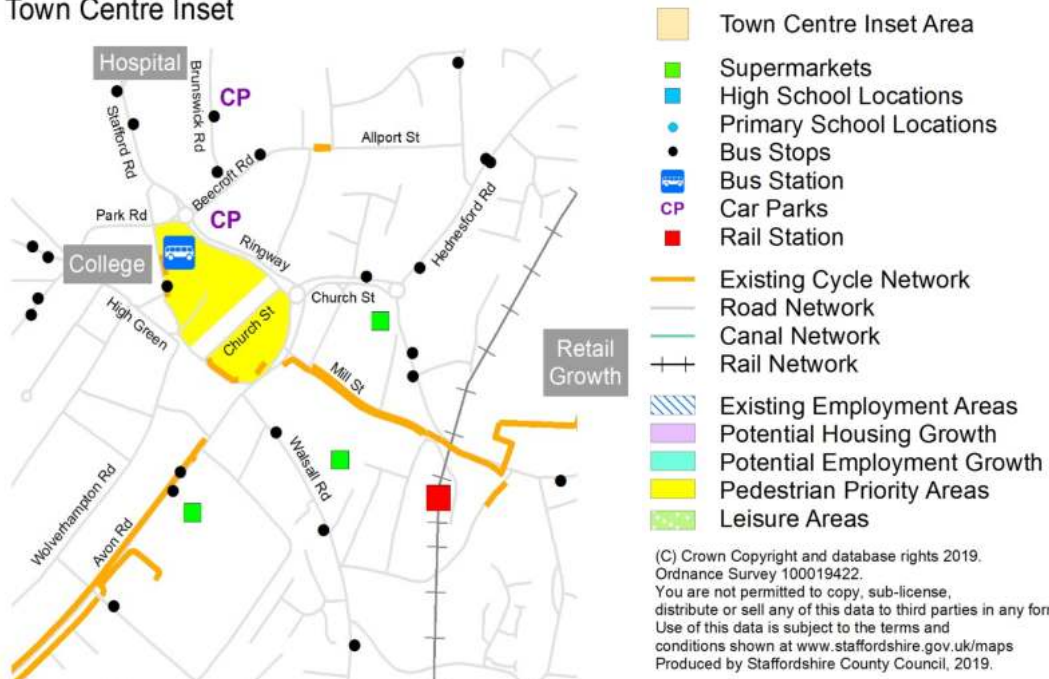 Town Centre Inset
Hospital
Stafford Rd
Brunswick Rd
CP
Beecroft Rd
Allport St
Park Rd
CP
Ringway
Hednesford Rd
College
Church St
High Green
Church St
Mill St
Retail
Growth
Walsall Rd
Wolverhampton Rd
Avon Rd
Town Centre Inset Area
Supermarkets
High School Locations
Primary School Locations
Bus Stops
Bus Station
CP Car Parks
Rail Station
Existing Cycle Network
Road Network
Canal Network
Rail Network
Existing Employment Areas
Potential Housing Growth
Potential Employment Growth
Pedestrian Priority Areas
Leisure Areas
(C) Crown Copyright and database rights 2019.
Ordnance Survey 100019422.
You are not permitted to copy, sub-license,
distribute or sell any of this data to third parties in any
Use of this data is subject to the terms and
conditions shown at www.staffordshire.gov.uk/maps
Produced by Staffordshire County Council, 2019.